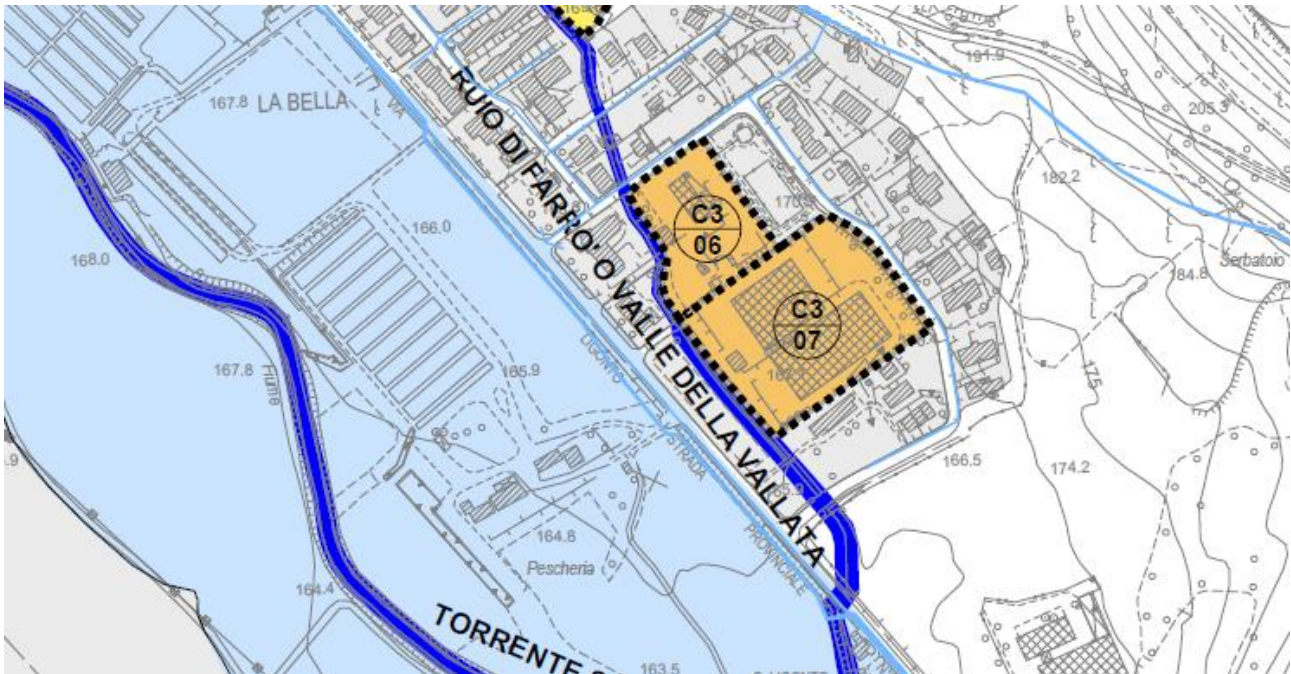 191.9
205.3
167.8
LA BELLA
RUIO DI FARRO' O VALLE DELLA VALLATA
182.2
166.0
C3
06
168.0
Serbatoio
184.8
C3
07
167.8
Fiume
165.9
UGONTO
175
STRADA
166.5
174.2
164.8
PROVINCIALE
Pescheria
164.4
TORRENTE
163.5